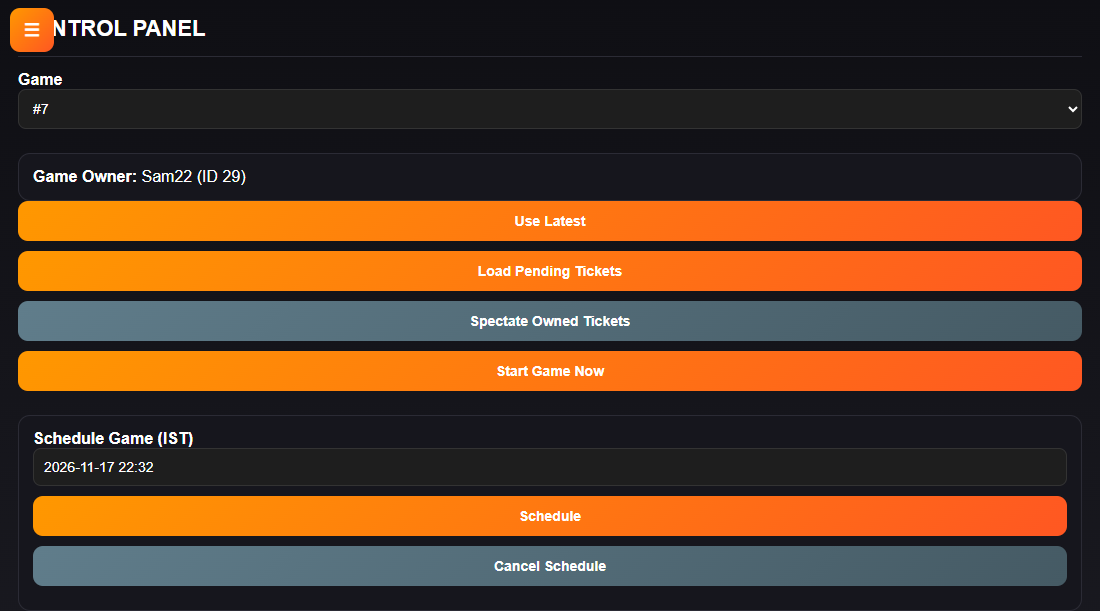 NTROL PANEL
Game
#7
Game Owner: Sam22 (ID 29)
Use Latest
Load Pending Tickets
Spectate Owned Tickets
Start Game Now
Schedule Game (IST)
2026-11-17 22:32
Schedule
Cancel Schedule